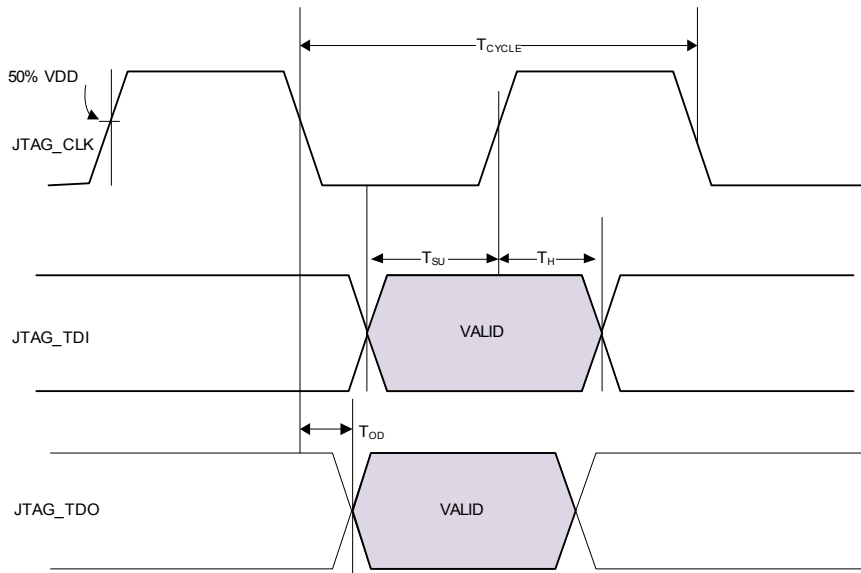 T_CYCLE
50% VDD
JTAG_CLK
T_SU
T_H
JTAG_TDI
VALID
T_OD
JTAG_TDO
VALID